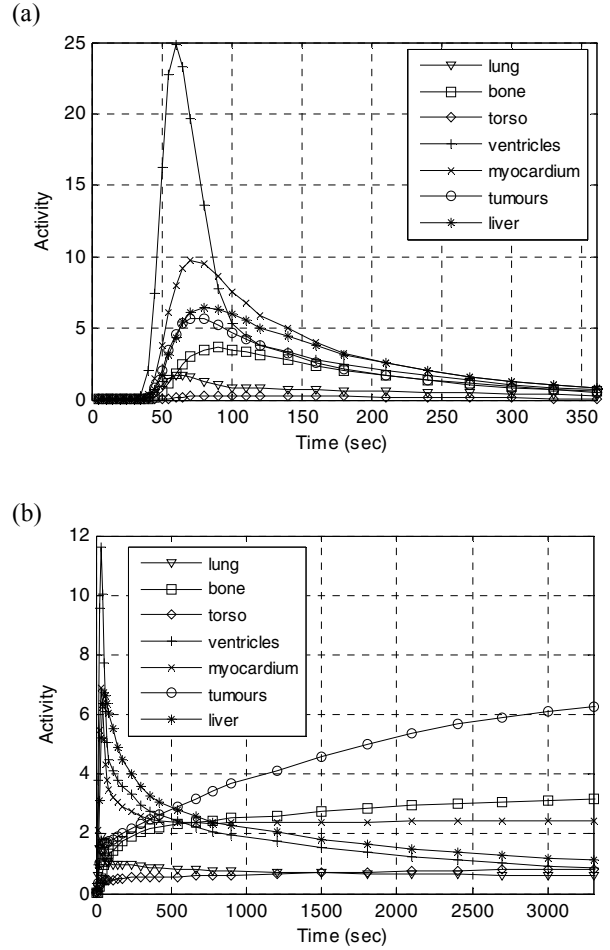 (a)
25
20
15
10
5
0
Activity
0 50 100 150 200 250 300 350
Time (sec)
lung
bone
torso
ventricles
myocardium
tumours
liver
(b)
12
10
8
6
4
2
0
Activity
0 500 1000 1500 2000 2500 3000
Time (sec)
lung
bone
torso
ventricles
myocardium
tumours
liver